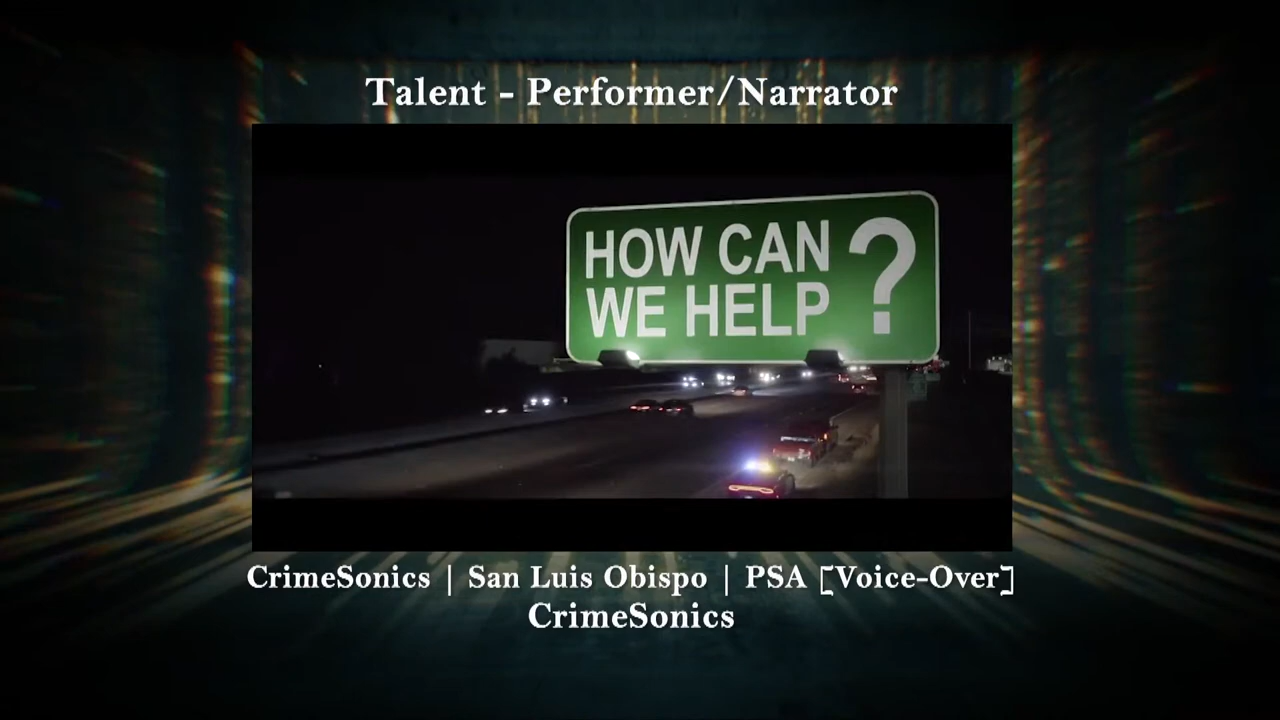 Talent - Performer/Narrator
HOW CAN
WE HELP ?
CrimeSonics | San Luis Obispo | PSA [Voice-Over]
CrimeSonics